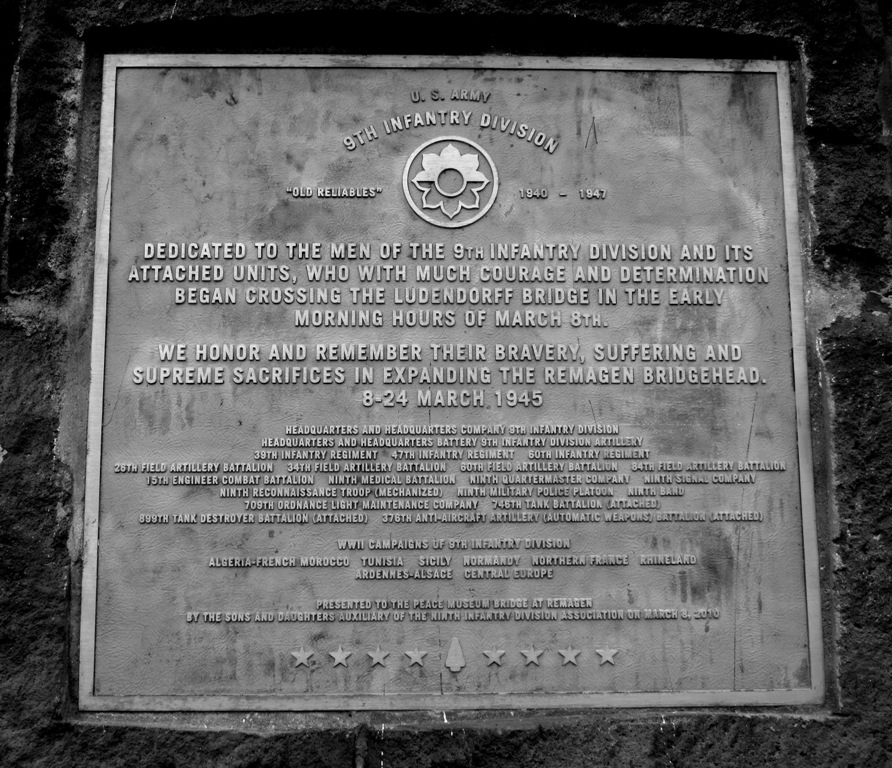 U. S. ARMY
9TH INFANTRY DIVISION
"OLD RELIABLES" 1940 - 1947
DEDICATED TO THE MEN OF THE 9TH INFANTRY DIVISION AND ITS
ATTACHED UNITS, WHO WITH MUCH COURAGE AND DETERMINATION
BEGAN CROSSING THE LUDENDORFF BRIDGE IN THE EARLY
MORNING HOURS OF MARCH 8TH.
WE HONOR AND REMEMBER THEIR BRAVERY, SUFFERING AND
SUPREME SACRIFICES IN EXPANDING THE REMAGEN BRIDGEHEAD.
8-24 MARCH 1945
HEADQUARTERS AND HEADQUARTERS COMPANY 9TH INFANTRY DIVISION
HEADQUARTERS AND HEADQUARTERS BATTERY 9TH INFANTRY DIVISION ARTILLERY
39TH INFANTRY REGIMENT 47TH INFANTRY REGIMENT 60TH INFANTRY REGIMENT
26TH FIELD ARTILLERY BATTALION 34TH FIELD ARTILLERY BATTALION 60TH FIELD ARTILLERY BATTALION 84TH FIELD ARTILLERY BATTALION
15TH ENGINEER COMBAT BATTALION NINTH MEDICAL BATTALION NINTH QUARTERMASTER COMPANY NINTH SIGNAL COMPANY
NINTH RECONNAISSANCE TROOP (MECHANIZED) NINTH MILITARY POLICE PLATOON NINTH BAND
709TH ORDNANCE LIGHT MAINTENANCE COMPANY 746TH TANK BATTALION (ATTACHED)
899TH TANK DESTROYER BATTALION (ATTACHED) 376TH ANTI-AIRCRAFT ARTILLERY (AUTOMATIC WEAPONS) BATTALION (ATTACHED)
WWII CAMPAIGNS OF 9TH INFANTRY DIVISION
ALGERIA-FRENCH MOROCCO TUNISIA SICILY NORMANDY NORTHERN FRANCE RHINELAND
ARDENNES-ALSACE CENTRAL EUROPE
PRESENTED TO THE PEACE MUSEUM BRIDGE AT REMAGEN
BY THE SONS AND DAUGHTERS AUXILIARY OF THE NINTH INFANTRY DIVISION ASSOCIATION ON MARCH 8, 2010